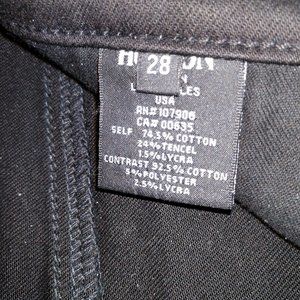 28
USA
RN#107906
CA#00635
SELF 74.5% COTTON
24%TENCEL
1.5%LYCRA
CONTRAST 92.5% COTTON
5%POLYESTER
2.5%LYCRA